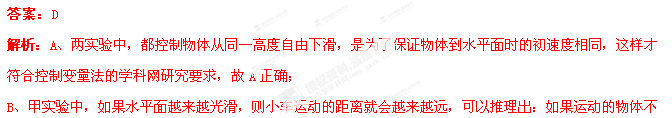 答案：D
解析：A、两实验中，都控制物体从同一高度自由下滑，是为了保证物体到水平面时的初速度相同，这样才
符合控制变量法的学科网研究要求，故 A 正确；
B、甲实验中，如果水平面越来越光滑，则小车运动的距离就会越来越远，可以推理出：如果运动的物体不